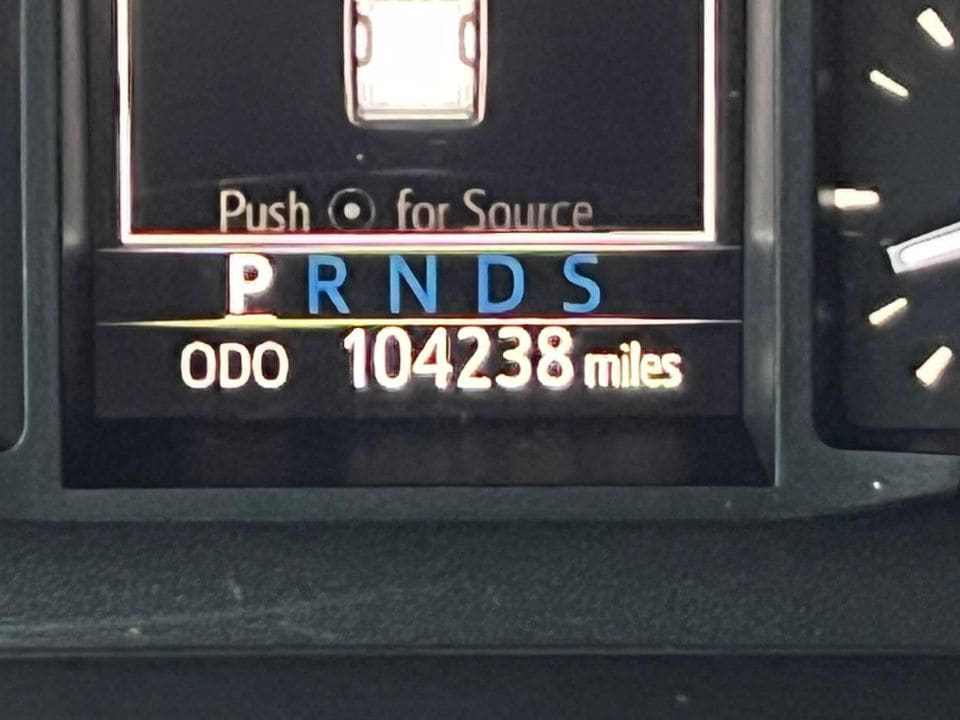 Push for Source
P R N D S
ODO 104238 miles